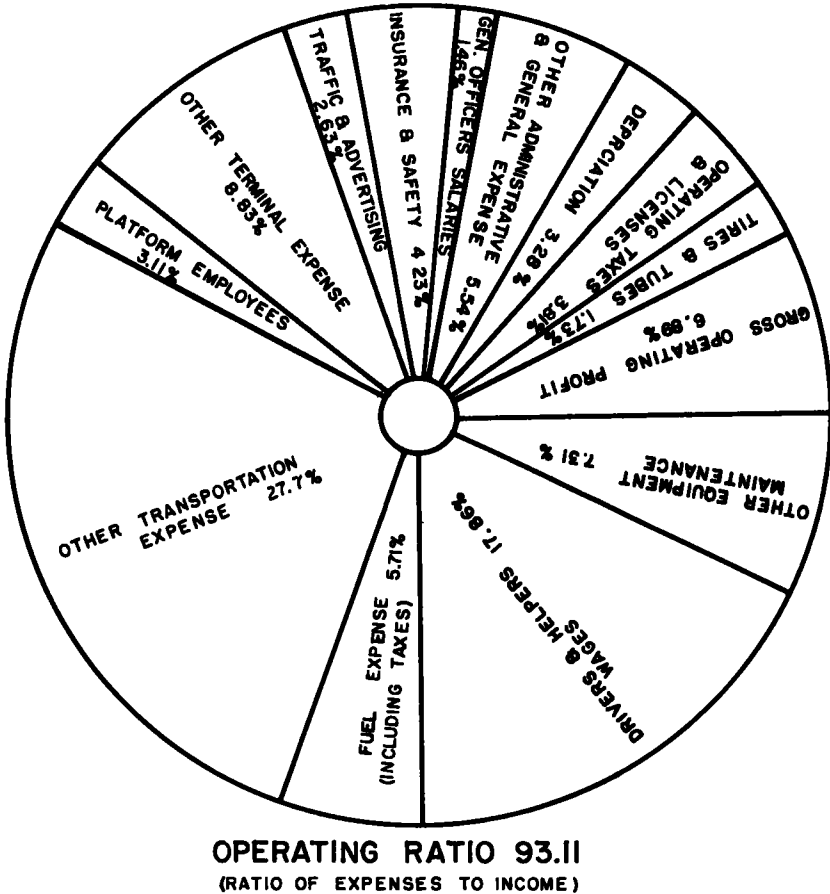 PLATFORM EMPLOYEES
3.11%
OTHER TERMINAL EXPENSE
8.83%
TRAFFIC & ADVERTISING
2.63%
INSURANCE & SAFETY 4 23%
GEN. OFFICERS SALARIES
1.46%
OTHER ADMINISTRATIVE
& GENERAL EXPENSE 5.54%
DEPRCIATION 3.28%
OPERATING TAXES
& LICENSES
3.81%
TIRES & TUBES 1.73%
GROSS OPERATING PROFIT
6.89%
OTHER EQUIPMENT
MAINTENANCE
7.31%
DRIVERS & HELPERS 17.86%
WAGES
FUEL EXPENSE 5.71%
(INCLUDING TAXES)
OTHER TRANSPORTATION
EXPENSE 27.7%
OPERATING RATIO 93.11
(RATIO OF EXPENSES TO INCOME)